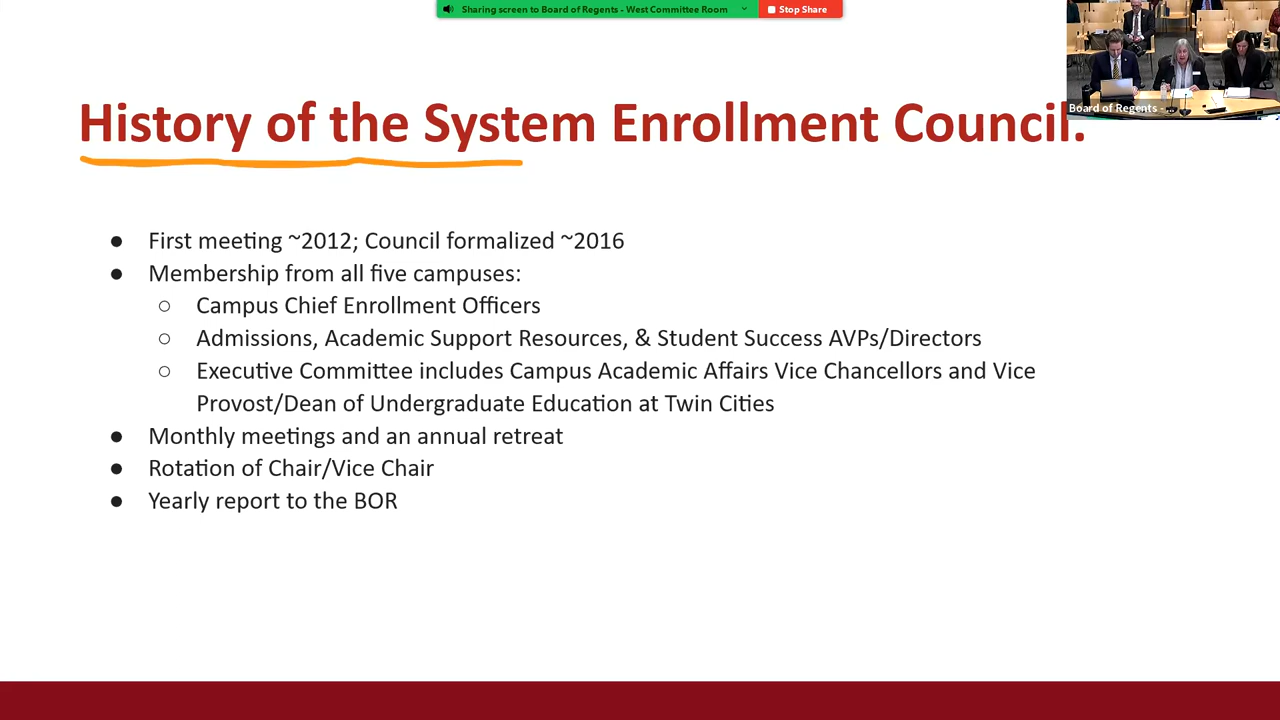 Sharing screen to Board of Regents - West Committee Room
Stop Share
Board of Regents - ...
History of the System Enrollment Council.
● First meeting ~2012; Council formalized ~2016
● Membership from all five campuses:
○ Campus Chief Enrollment Officers
○ Admissions, Academic Support Resources, & Student Success AVPs/Directors
○ Executive Committee includes Campus Academic Affairs Vice Chancellors and Vice
Provost/Dean of Undergraduate Education at Twin Cities
● Monthly meetings and an annual retreat
● Rotation of Chair/Vice Chair
● Yearly report to the BOR